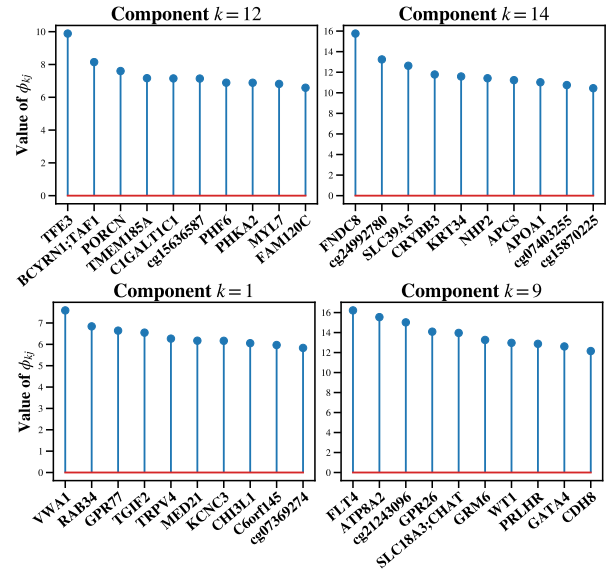 Component k = 12
Value of ϕkj
10
8
6
4
2
0
TFE3
BCYRN1;TAF1
PORCN
TMEM185A
C1GALT1C1
cg15636587
PHF6
PHKA2
MYL7
FAM120C
Component k = 14
16
14
12
10
8
6
4
2
0
FNDC8
cg24992780
SLC39A5
CRYBB3
KRT34
NHP2
APCS
APOA1
cg07403255
cg15870225
Component k = 1
Value of ϕkj
7
6
5
4
3
2
1
0
VWA1
RAB34
GPR77
TGIF2
TRPV4
MED21
KCNC3
CHI3L1
C6orf145
cg07369274
Component k = 9
16
14
12
10
8
6
4
2
0
FLT4
ATP8A2
cg21243096
GPR26
SLC18A3;CHAT
GRM6
WT1
PRLHR
GATA4
CDH8